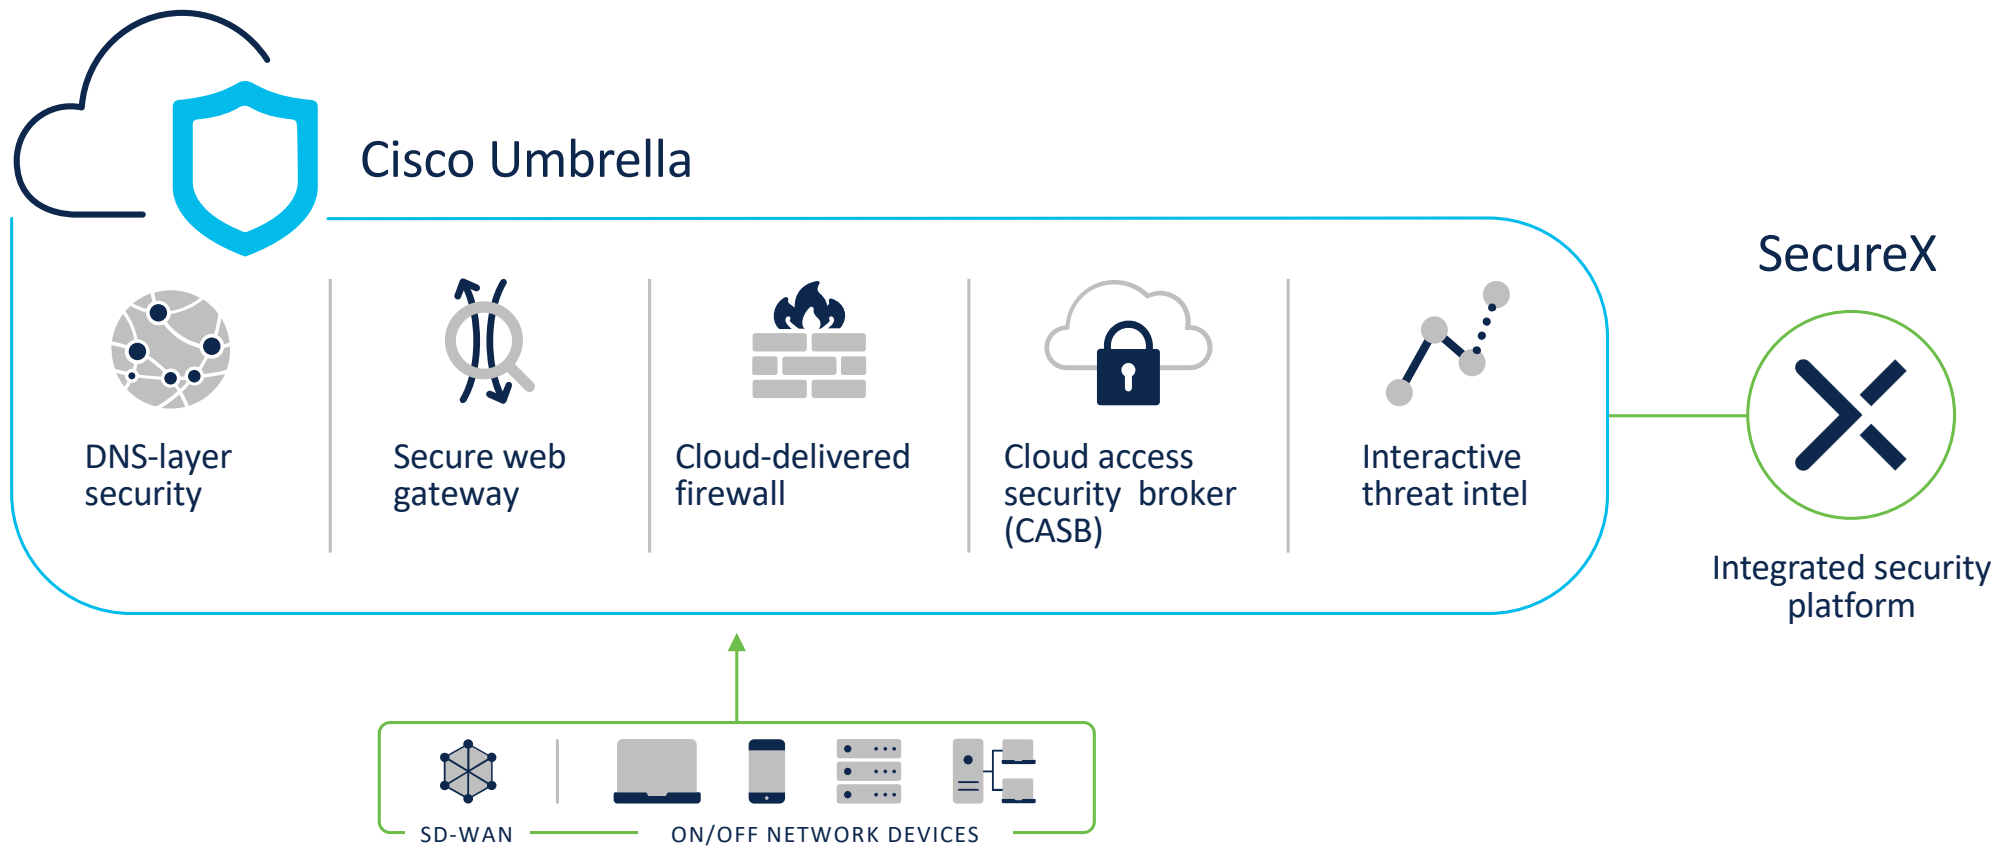 Cisco Umbrella
SecureX
DNS-layer
security
Secure web
gateway
Cloud-delivered
firewall
Cloud access
security  broker
(CASB)
Interactive
threat intel
Integrated security
platform
SD-WAN
ON/OFF NETWORK DEVICES